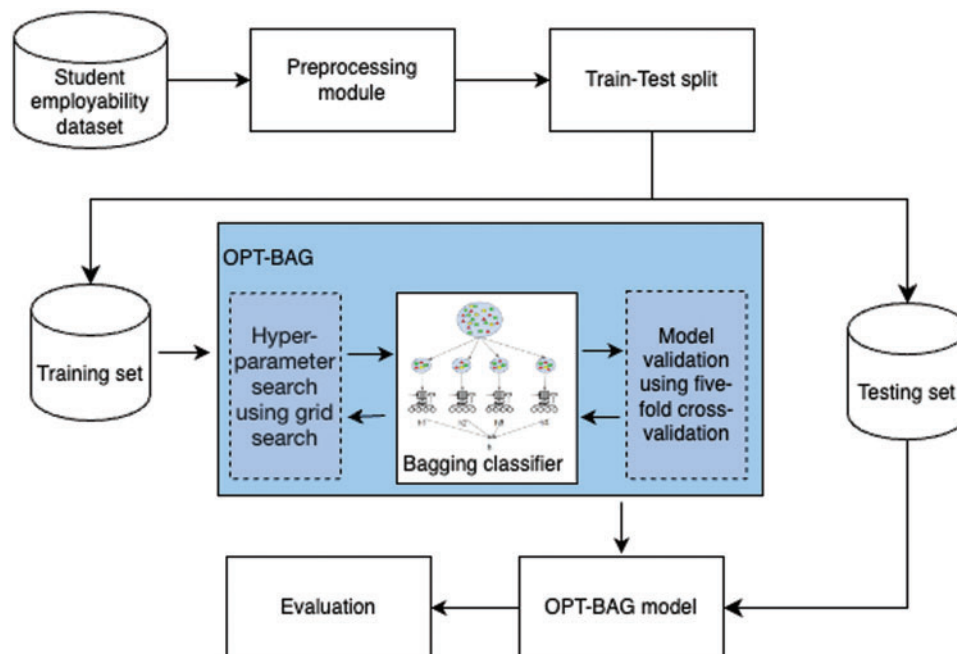 Student
employability
dataset
Preprocessing
module
Train-Test split
OPT-BAG
Training set
Hyper-
parameter
search
using grid
search
Bagging classifier
Model
validation
using five-
fold cross-
validation
Testing set
Evaluation
OPT-BAG model